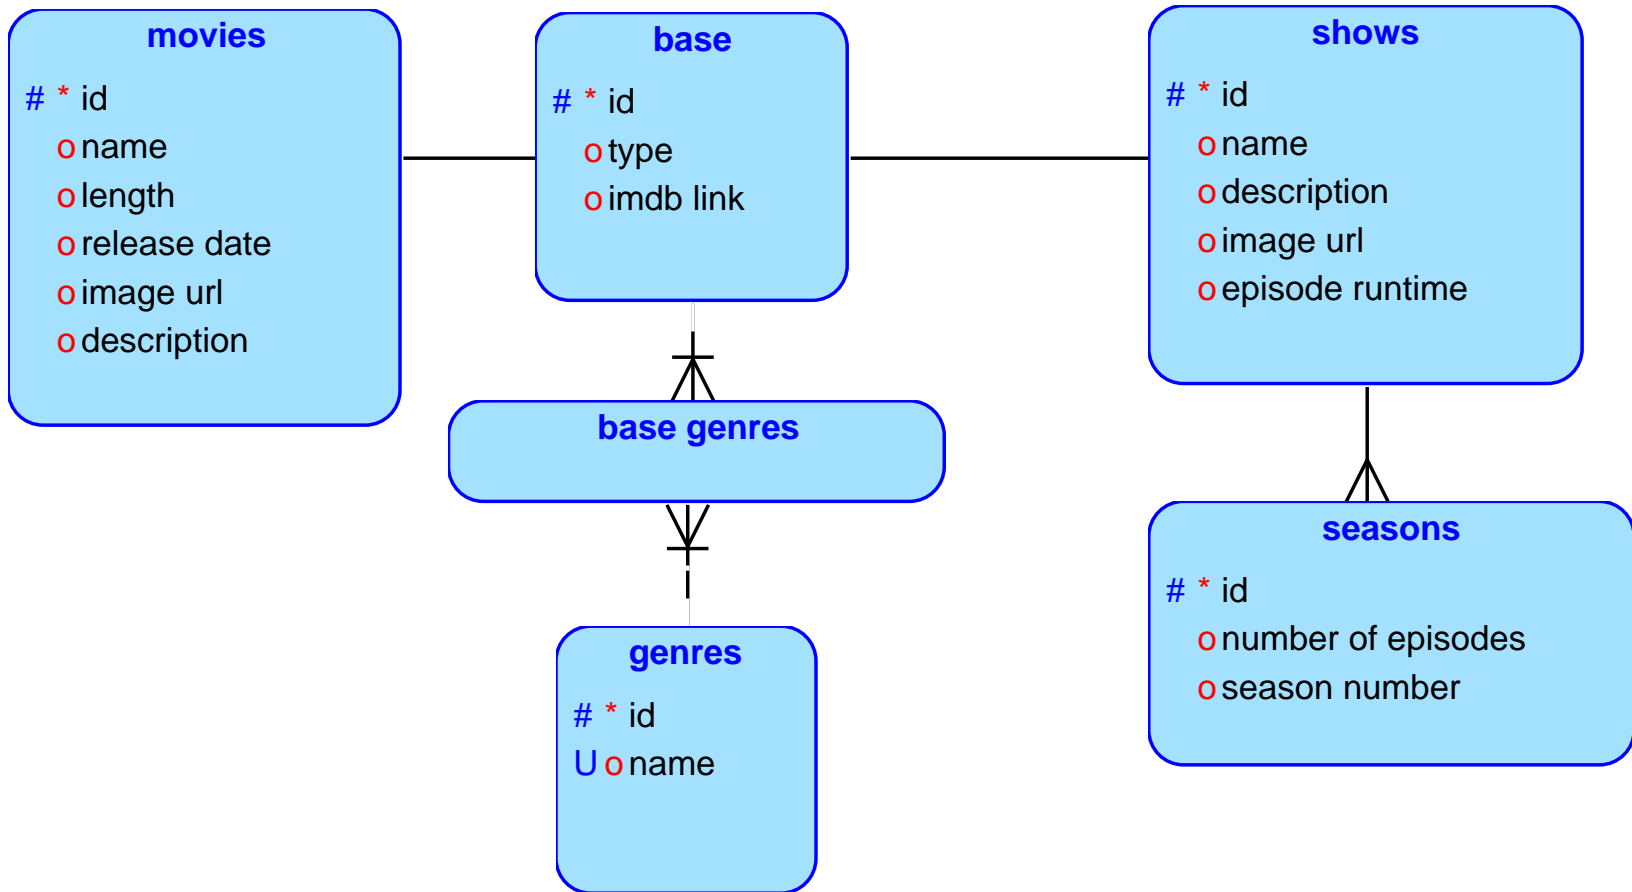 movies
# * id
o name
o length
o release date
o image url
o description
base
# * id
o type
o imdb link
shows
# * id
o name
o description
o image url
o episode runtime
base genres
seasons
# * id
o number of episodes
o season number
genres
# * id
U o name